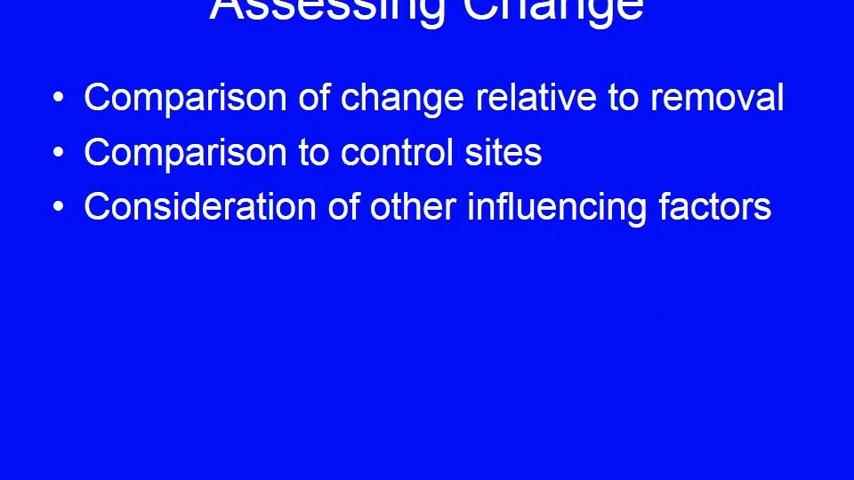 Assessing Change
• Comparison of change relative to removal
• Comparison to control sites
• Consideration of other influencing factors